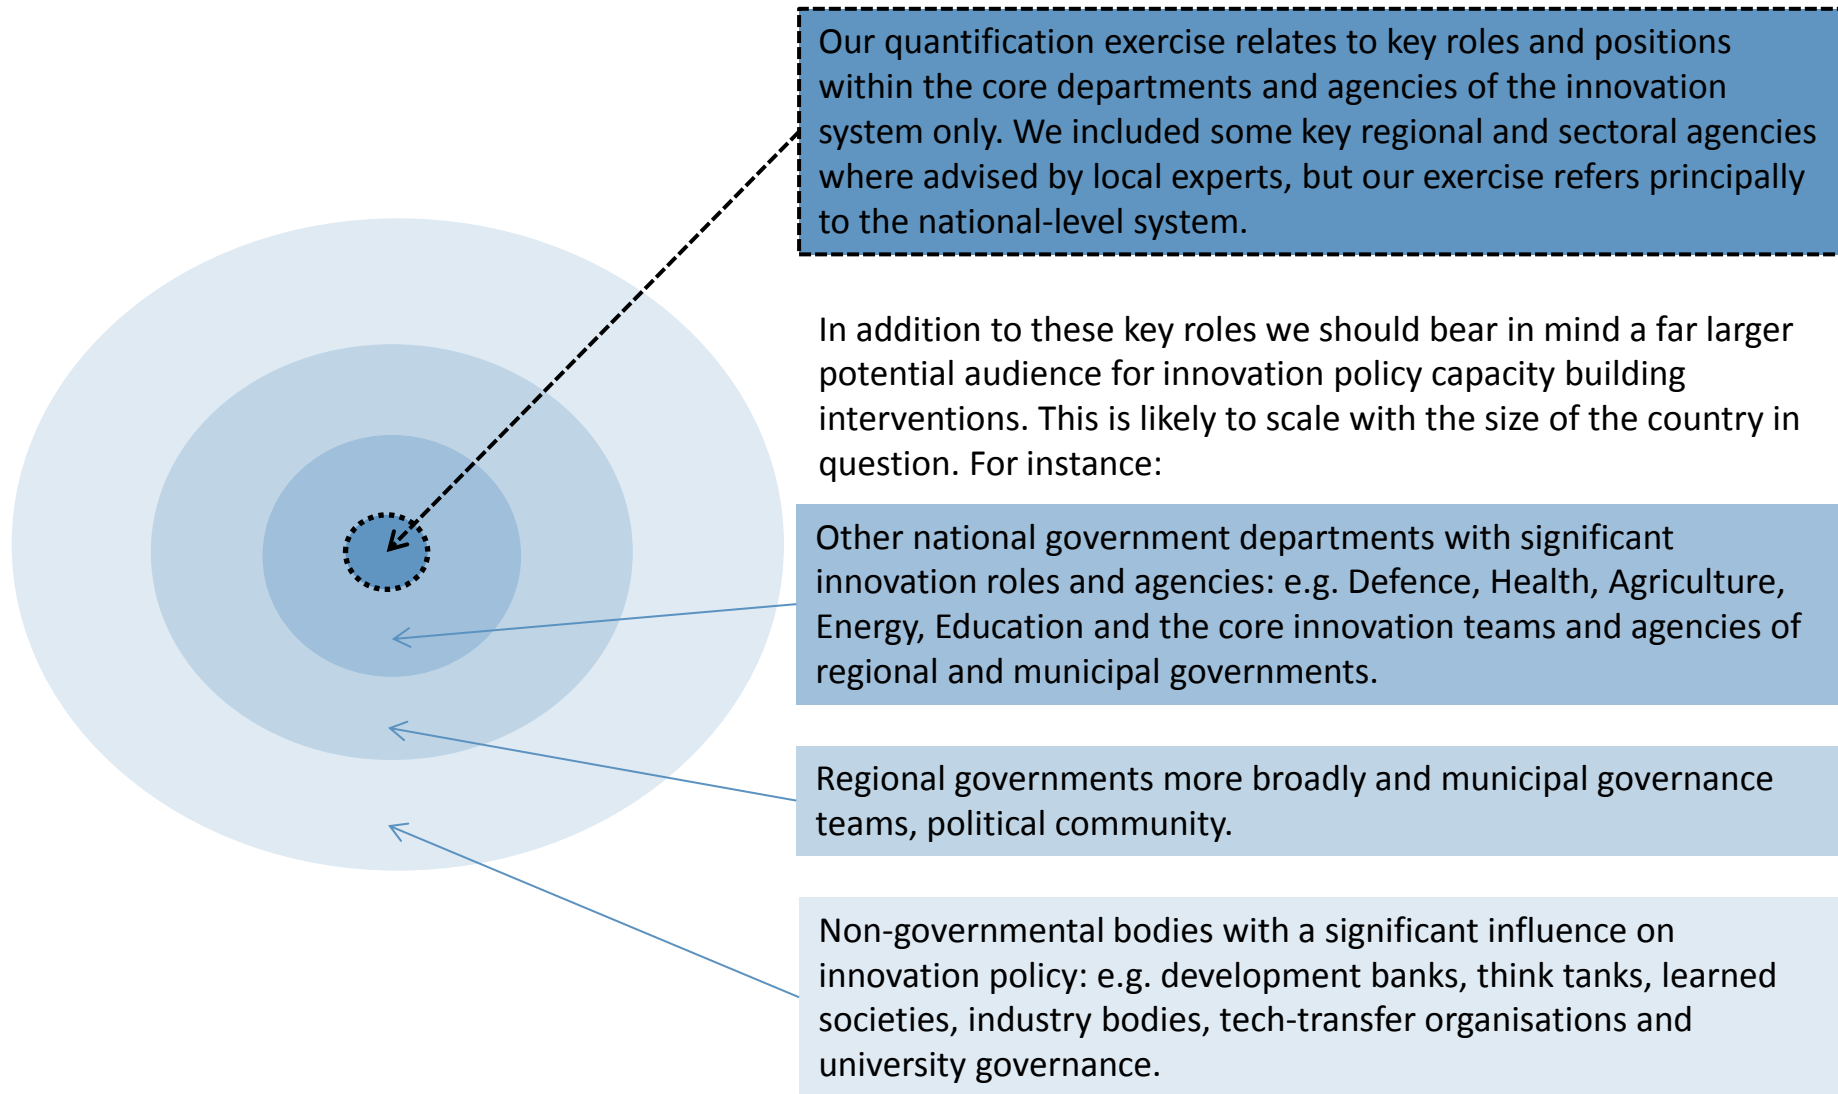 Our quantification exercise relates to key roles and positions
within the core departments and agencies of the innovation
system only. We included some key regional and sectoral agencies
where advised by local experts, but our exercise refers principally
to the national-level system.
In addition to these key roles we should bear in mind a far larger
potential audience for innovation policy capacity building
interventions. This is likely to scale with the size of the country in
question. For instance:
Other national government departments with significant
innovation roles and agencies: e.g. Defence, Health, Agriculture,
Energy, Education and the core innovation teams and agencies of
regional and municipal governments.
Regional governments more broadly and municipal governance
teams, political community.
Non-governmental bodies with a significant influence on
innovation policy: e.g. development banks, think tanks, learned
societies, industry bodies, tech-transfer organisations and
university governance.